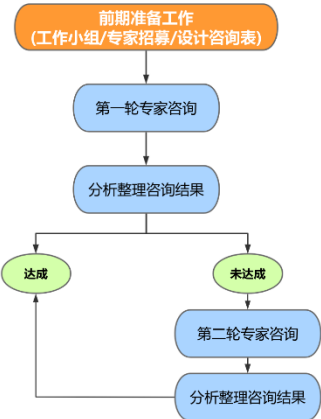 前期准备工作
(工作小组/专家招募/设计咨询表)
第一轮专家咨询
分析整理咨询结果
达成
未达成
第二轮专家咨询
分析整理咨询结果